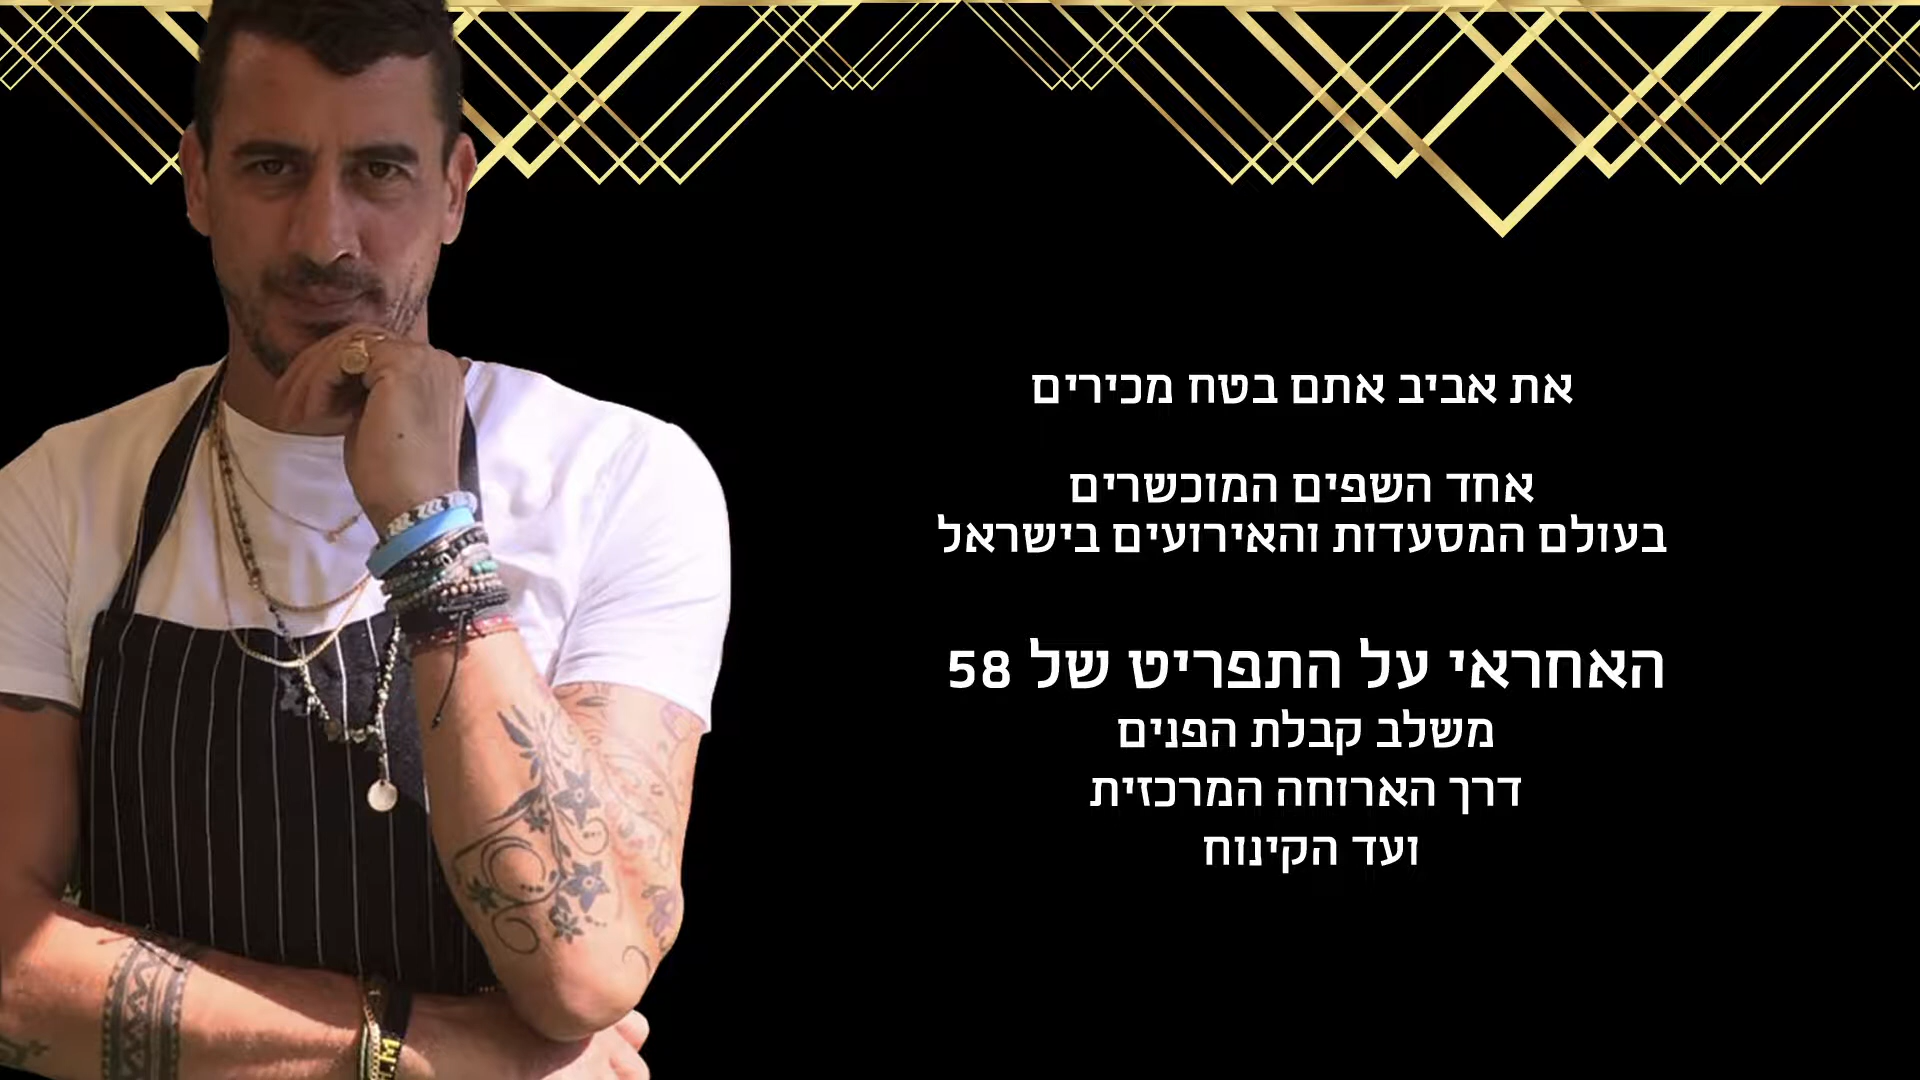 את אביב אתם בטח מכירים
אחד השפים המוכשרים
בעולם המסעדות והאירועים בישראל
האחראי על התפריט של 58
משלב קבלת הפנים
דרך הארוחה המרכזית
ועד הקינוח